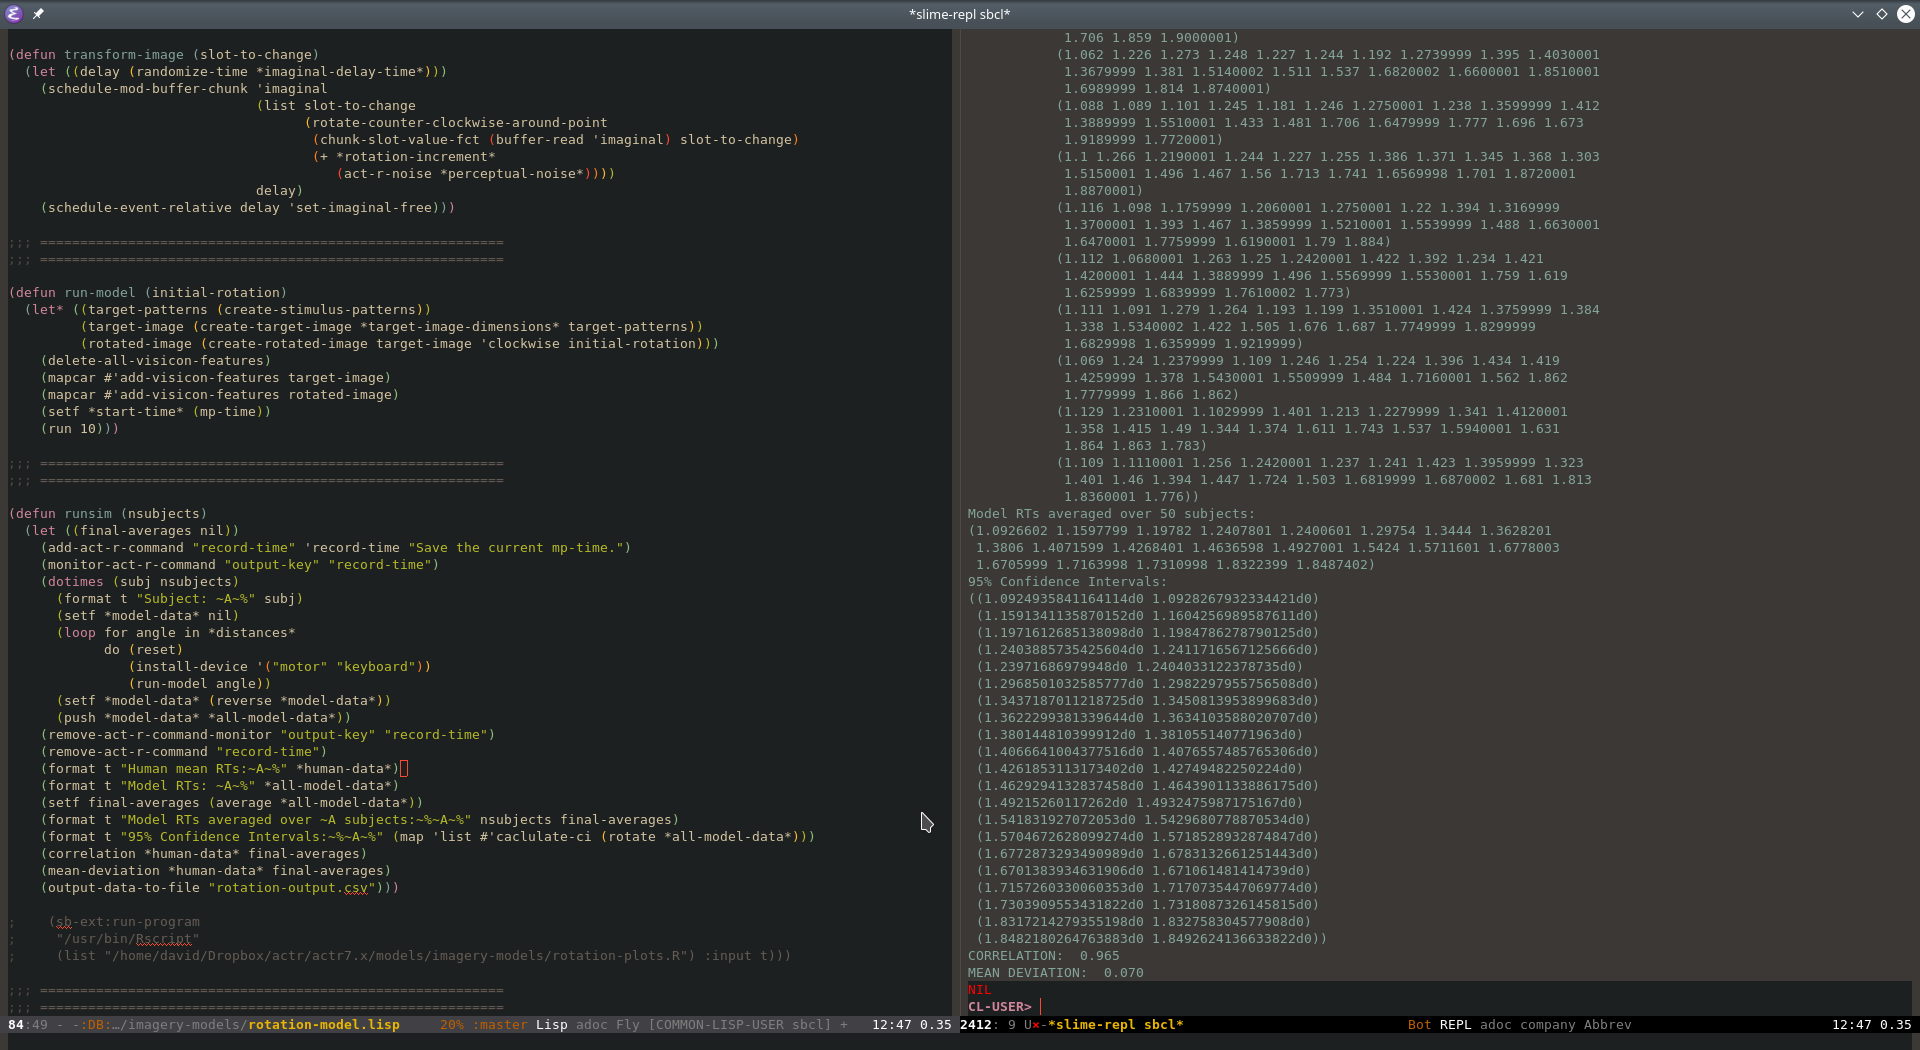 *slime-repl sbcl*
(defun transform-image (slot-to-change)
  (let ((delay (randomize-time *imaginal-delay-time*)))
    (schedule-mod-buffer-chunk 'imaginal
                               (list slot-to-change
                                     (rotate-counter-clockwise-around-point
                                      (chunk-slot-value-fct (buffer-read 'imaginal) slot-to-change)
                                      (+ *rotation-increment*
                                         (act-r-noise *perceptual-noise*))))
                               delay)
    (schedule-event-relative delay 'set-imaginal-free)))
;;; ==========================================================
;;; ==========================================================
(defun run-model (initial-rotation)
  (let* ((target-patterns (create-stimulus-patterns))
         (target-image (create-target-image *target-image-dimensions* target-patterns))
         (rotated-image (create-rotated-image target-image 'clockwise initial-rotation)))
    (delete-all-visicon-features)
    (mapcar #'add-visicon-features target-image)
    (mapcar #'add-visicon-features rotated-image)
    (setf *start-time* (mp-time))
    (run 10)))
;;; ==========================================================
;;; ==========================================================
(defun runsim (nsubjects)
  (let ((final-averages nil))
    (add-act-r-command "record-time" 'record-time "Save the current mp-time.")
    (monitor-act-r-command "output-key" "record-time")
    (dotimes (subj nsubjects)
      (format t "Subject: ~A~%" subj)
      (setf *model-data* nil)
      (loop for angle in *distances*
            do (reset)
               (install-device '("motor" "keyboard"))
               (run-model angle))
      (setf *model-data* (reverse *model-data*))
      (push *model-data* *all-model-data*))
    (remove-act-r-command-monitor "output-key" "record-time")
    (remove-act-r-command "record-time")
    (format t "Human mean RTs:~A~%" *human-data*)
    (format t "Model RTs: ~A~%" *all-model-data*)
    (setf final-averages (average *all-model-data*))
    (format t "Model RTs averaged over ~A subjects:~%~A~%" nsubjects final-averages)
    (format t "95% Confidence Intervals:~%~A~%" (map 'list #'caclulate-ci (rotate *all-model-data*)))
    (correlation *human-data* final-averages)
    (mean-deviation *human-data* final-averages)
    (output-data-to-file "rotation-output.csv")))
;    (sb-ext:run-program
;     "/usr/bin/Rscript"
;     (list "/home/david/Dropbox/actr/actr7.x/models/imagery-models/rotation-plots.R") :input t)))
;;; ==========================================================
;;; ==========================================================
84:49 - -:DB:…/imagery-models/rotation-model.lisp 20% :master Lisp adoc Fly [COMMON-LISP-USER sbcl] + 12:47 0.35
1.706 1.859 1.9000001)
(1.062 1.226 1.273 1.248 1.227 1.244 1.192 1.2739999 1.395 1.4030001
1.3679999 1.381 1.5140002 1.511 1.537 1.6820002 1.6600001 1.8510001
1.6989999 1.814 1.8740001)
(1.088 1.089 1.101 1.245 1.181 1.246 1.2750001 1.238 1.3599999 1.412
1.3889999 1.5510001 1.433 1.481 1.706 1.6479999 1.777 1.696 1.673
1.9189999 1.7720001)
(1.1 1.266 1.2190001 1.244 1.227 1.255 1.386 1.371 1.345 1.368 1.303
1.5150001 1.496 1.467 1.56 1.713 1.741 1.6569998 1.701 1.8720001
1.8870001)
(1.116 1.098 1.1759999 1.2060001 1.2750001 1.22 1.394 1.3169999
1.3700001 1.393 1.467 1.3859999 1.5210001 1.5539999 1.488 1.6630001
1.6470001 1.7759999 1.6190001 1.79 1.884)
(1.112 1.0680001 1.263 1.25 1.2420001 1.422 1.392 1.234 1.421
1.4200001 1.444 1.3889999 1.496 1.5569999 1.5530001 1.759 1.619
1.6259999 1.6839999 1.7610002 1.773)
(1.111 1.091 1.279 1.264 1.193 1.199 1.3510001 1.424 1.3759999 1.384
1.338 1.5340002 1.422 1.505 1.676 1.687 1.7749999 1.8299999
1.6829998 1.6359999 1.9219999)
(1.069 1.24 1.2379999 1.109 1.246 1.254 1.224 1.396 1.434 1.419
1.4259999 1.378 1.5430001 1.5509999 1.484 1.7160001 1.562 1.862
1.7779999 1.866 1.862)
(1.129 1.2310001 1.1029999 1.401 1.213 1.2279999 1.341 1.4120001
1.358 1.415 1.49 1.344 1.374 1.611 1.743 1.537 1.5940001 1.631
1.864 1.863 1.783)
(1.109 1.1110001 1.256 1.2420001 1.237 1.241 1.423 1.3959999 1.323
1.401 1.46 1.394 1.447 1.724 1.503 1.6819999 1.6870002 1.681 1.813
1.8360001 1.776))
Model RTs averaged over 50 subjects:
(1.0926602 1.1597799 1.19782 1.2407801 1.2400601 1.29754 1.3444 1.3628201
1.3806 1.4071599 1.4268401 1.4636598 1.4927001 1.5424 1.5711601 1.6778003
1.6705999 1.7163998 1.7310998 1.8322399 1.8487402)
95% Confidence Intervals:
((1.0924935841164114d0 1.0928267932334421d0)
(1.1591341135870152d0 1.1604256989587611d0)
(1.1971612685138098d0 1.1984786278790125d0)
(1.2403885735425604d0 1.2411716567125666d0)
(1.23971686979948d0 1.2404033122378735d0)
(1.2968501032585777d0 1.2982297955756508d0)
(1.3437187011218725d0 1.3450813953899683d0)
(1.3622299381339644d0 1.3634103588020707d0)
(1.380144810399912d0 1.381055140771963d0)
(1.4066641004377516d0 1.4076557485765306d0)
(1.4261853113173402d0 1.42749482250224d0)
(1.4629294132837458d0 1.4643901133886175d0)
(1.49215260117262d0 1.493247598​7175167d0)
(1.541831927072053d0 1.5429680778870534d0)
(1.5704672628099274d0 1.5718528932874847d0)
(1.6772873293490989d0 1.6783132661251443d0)
(1.6701383934631906d0 1.671061481414739d0)
(1.7157260330060353d0 1.7170735447069774d0)
(1.7303909553431822d0 1.7318087326145815d0)
(1.8317214279355198d0 1.832758304577908d0)
(1.8482180264763883d0 1.8492624136633822d0))
CORRELATION:  0.965
MEAN DEVIATION:  0.070
NIL
CL-USER>
2412: 9 U×-*slime-repl sbcl* Bot REPL adoc company Abbrev 12:47 0.35